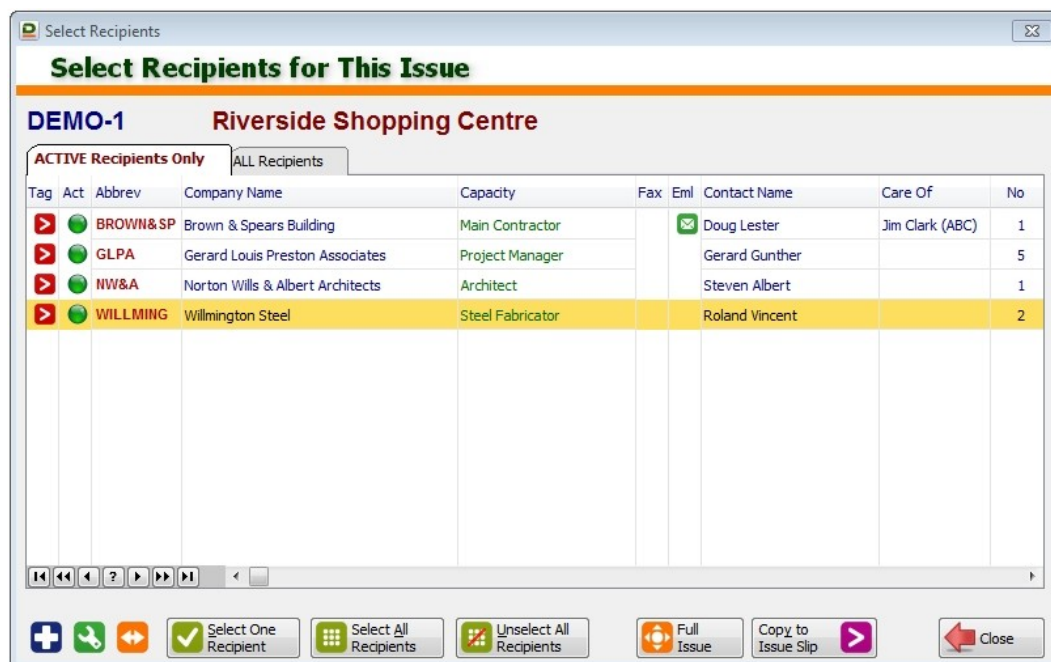 Select Recipients
Select Recipients for This Issue
DEMO-1 Riverside Shopping Centre
ACTIVE Recipients Only ALL Recipients
Tag Act Abbrev Company Name Capacity Fax Eml Contact Name Care Of No
BROWN&SP Brown & Spears Building Main Contractor Doug Lester Jim Clark (ABC) 1
GLPA Gerard Louis Preston Associates Project Manager Gerard Gunther 5
NW&A Norton Wills & Albert Architects Architect Steven Albert 1
WILLMING Willmington Steel Steel Fabricator Roland Vincent 2
?
Select One Select All Unselect All Full Copy to
Recipient Recipients Recipients Issue Issue Slip Close